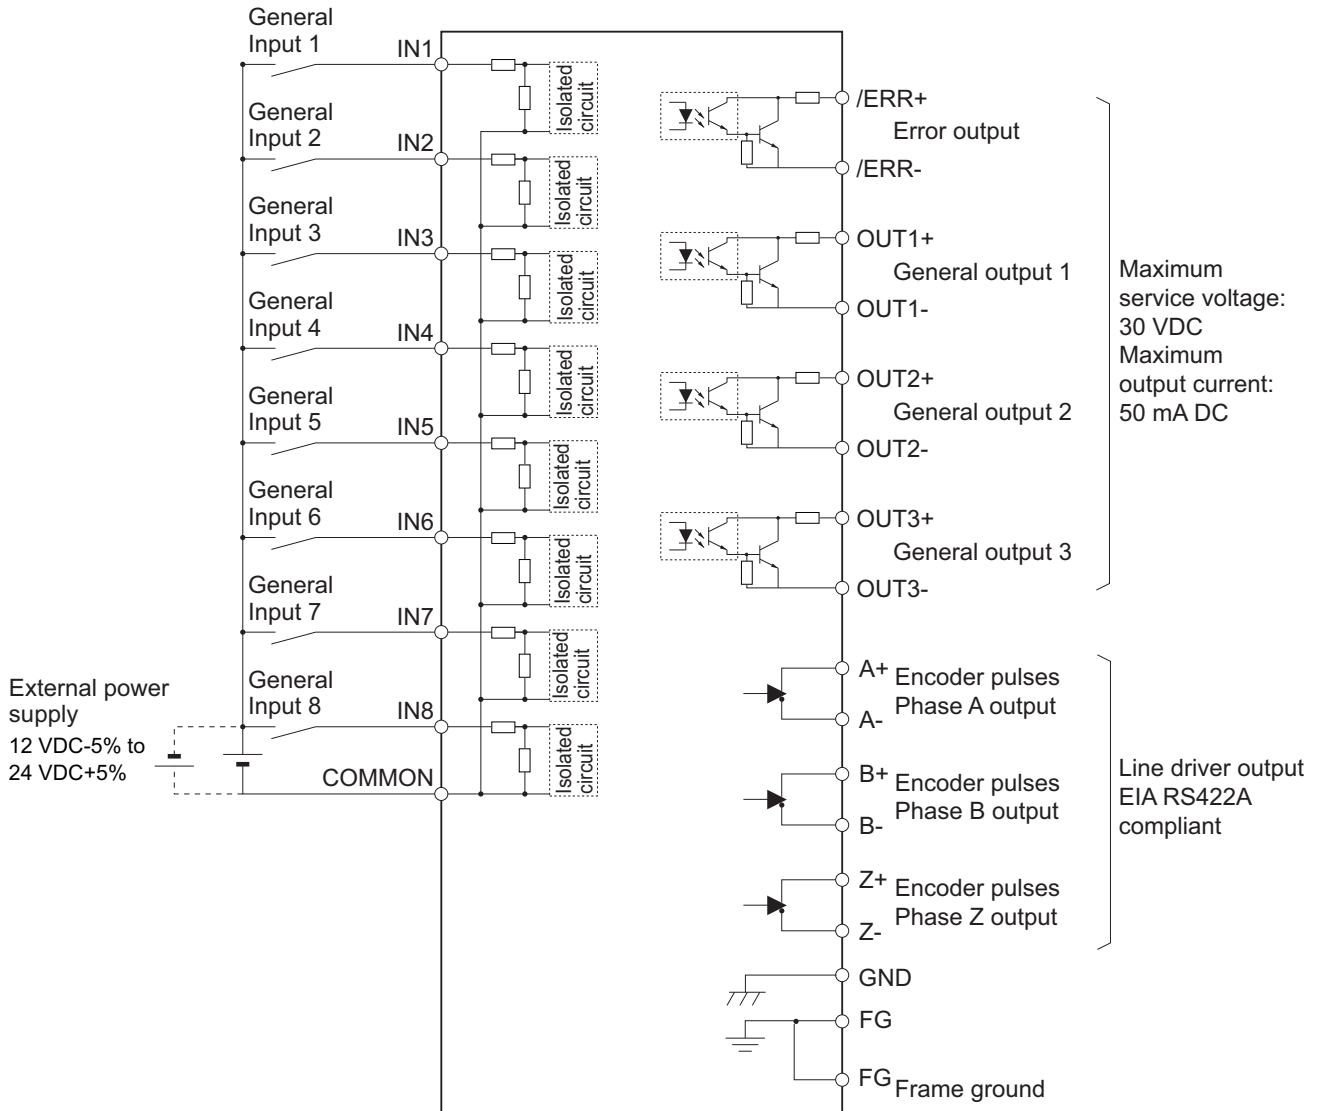 General
Input 1
IN1
Isolated
circuit
General
Input 2
IN2
Isolated
circuit
General
Input 3
IN3
Isolated
circuit
General
Input 4
IN4
Isolated
circuit
General
Input 5
IN5
Isolated
circuit
General
Input 6
IN6
Isolated
circuit
General
Input 7
IN7
Isolated
circuit
General
Input 8
IN8
Isolated
circuit
External power
supply
12 VDC-5% to
24 VDC+5%
COMMON
/ERR+
Error output
/ERR-
OUT1+
General output 1
OUT1-
OUT2+
General output 2
OUT2-
OUT3+
General output 3
OUT3-
Maximum
service voltage:
30 VDC
Maximum
output current:
50 mA DC
A+
Encoder pulses
Phase A output
A-
B+
Encoder pulses
Phase B output
B-
Z+
Encoder pulses
Phase Z output
Z-
Line driver output
EIA RS422A
compliant
GND
FG
FG
Frame ground